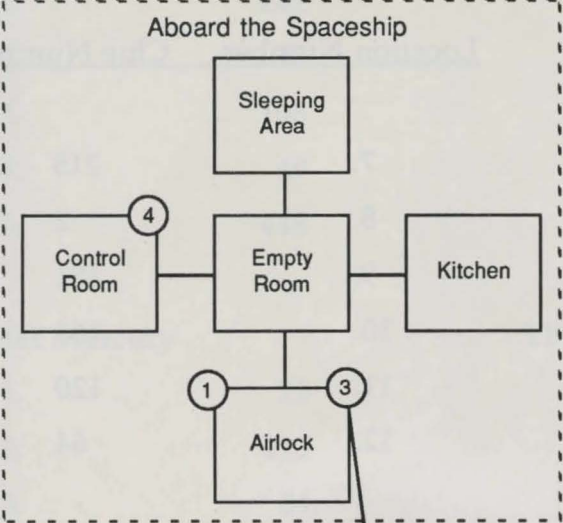 Aboard the Spaceship
Sleeping
Area
4
Control
Room
Empty
Room
Kitchen
1
3
Airlock